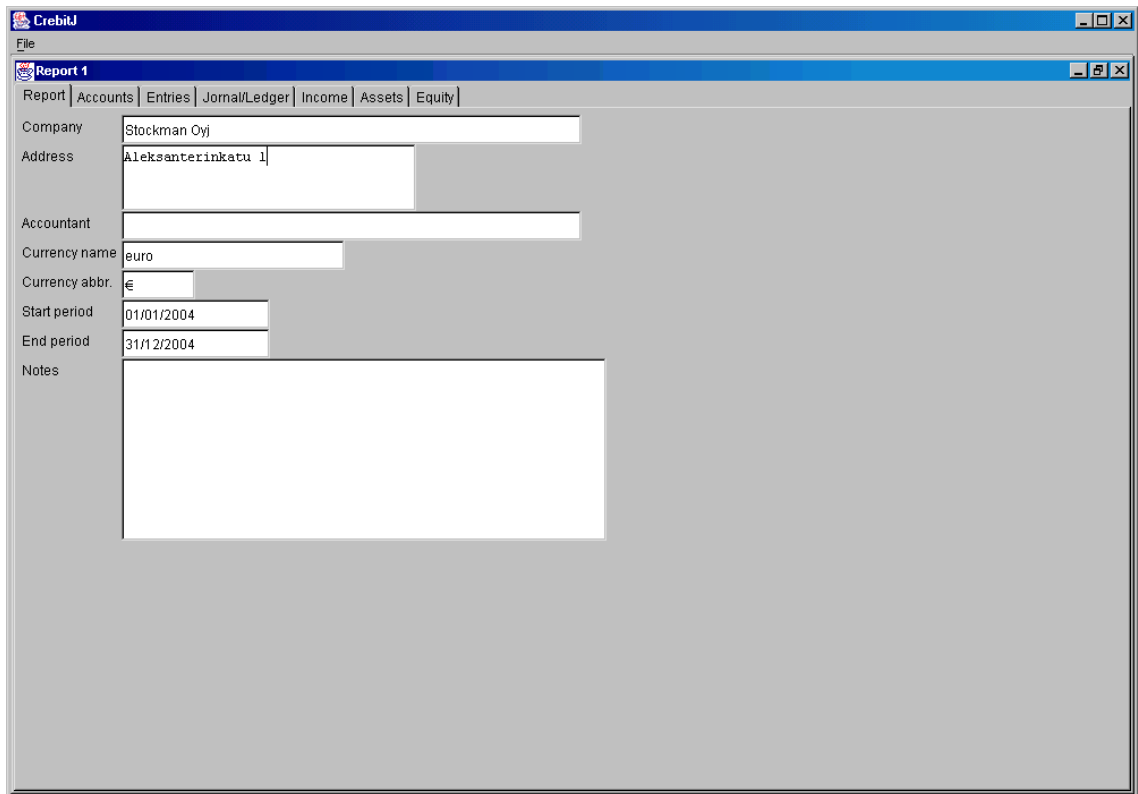 CrebitJ
File
Report 1
Report Accounts Entries Jornal/Ledger Income Assets Equity
Company Stockman Oyj
Address Aleksanterinkatu 1
Accountant
Currency name euro
Currency abbr. €
Start period 01/01/2004
End period 31/12/2004
Notes